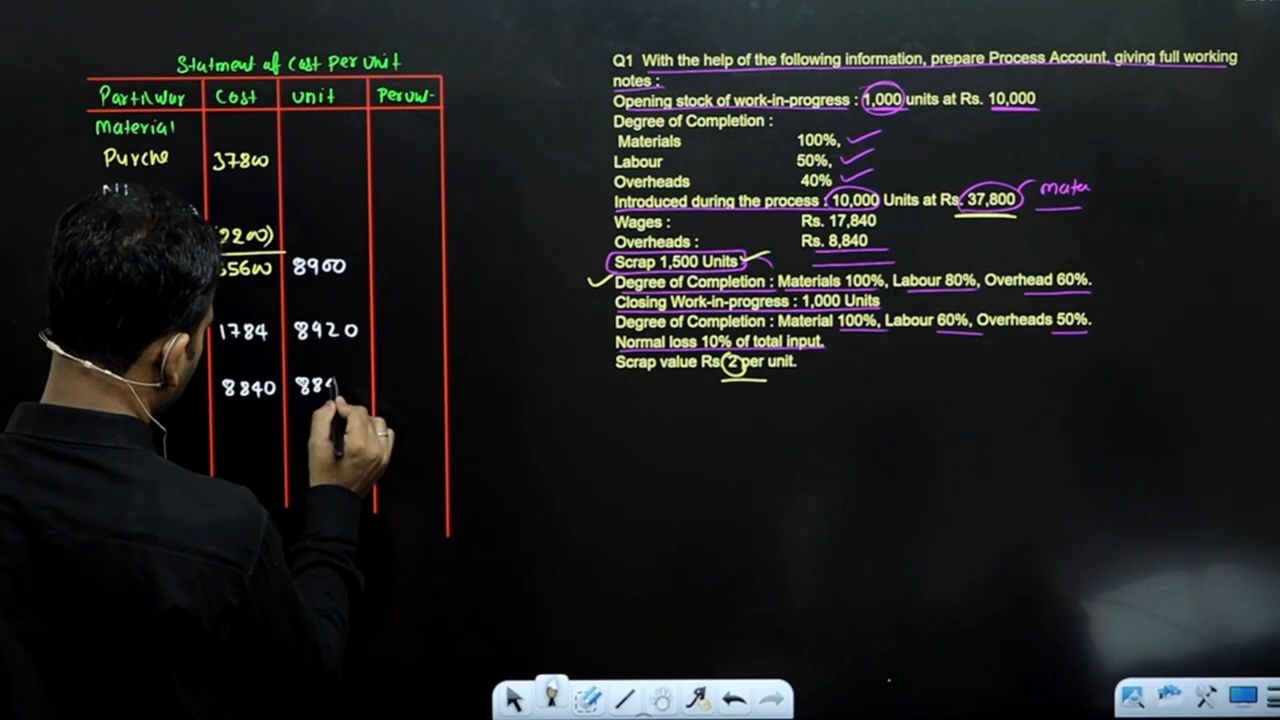 Statment of Cost Per Unit
Particular Cost Unit Per Unit
Material
Purche 37800
2200)
5600 8900
1784 8920
8840 884
Q1 With the help of the following information, prepare Process Account, giving full working
notes :
Opening stock of work-in-progress : 1,000 units at Rs. 10,000
Degree of Completion :
Materials 100%,
Labour 50%,
Overheads 40%
Introduced during the process : 10,000 Units at Rs. 37,800 mate
Wages : Rs. 17,840
Overheads : Rs. 8,840
Scrap 1,500 Units
Degree of Completion : Materials 100%, Labour 80%, Overhead 60%.
Closing Work-in-progress : 1,000 Units
Degree of Completion : Material 100%, Labour 60%, Overheads 50%.
Normal loss 10% of total input.
Scrap value Rs 2 per unit.